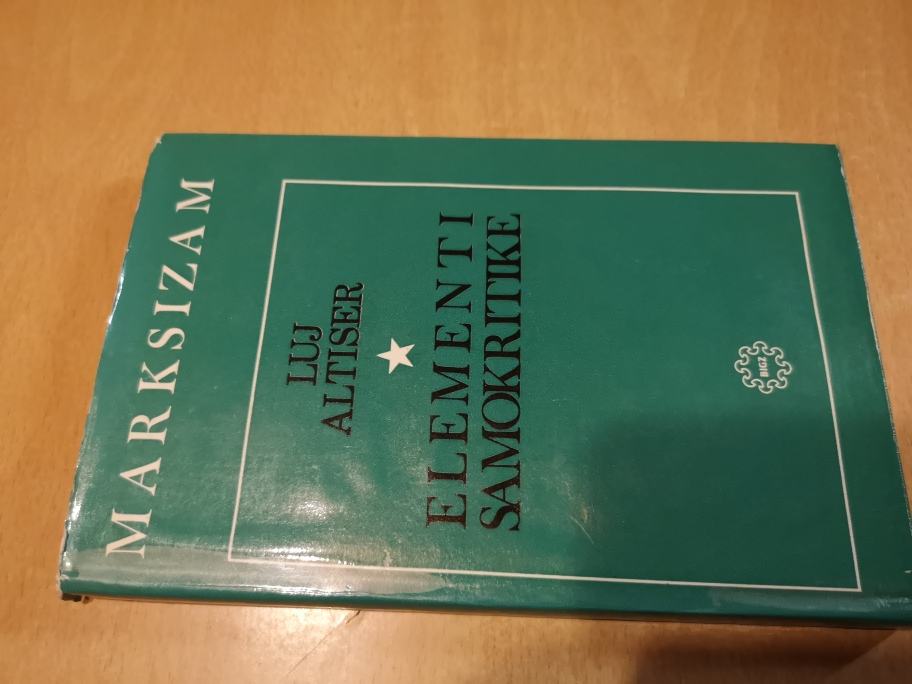 MARKSIZAM
LUJ
ALTISER
ELEMENTI
SAMOKRITIKE
BIGZ